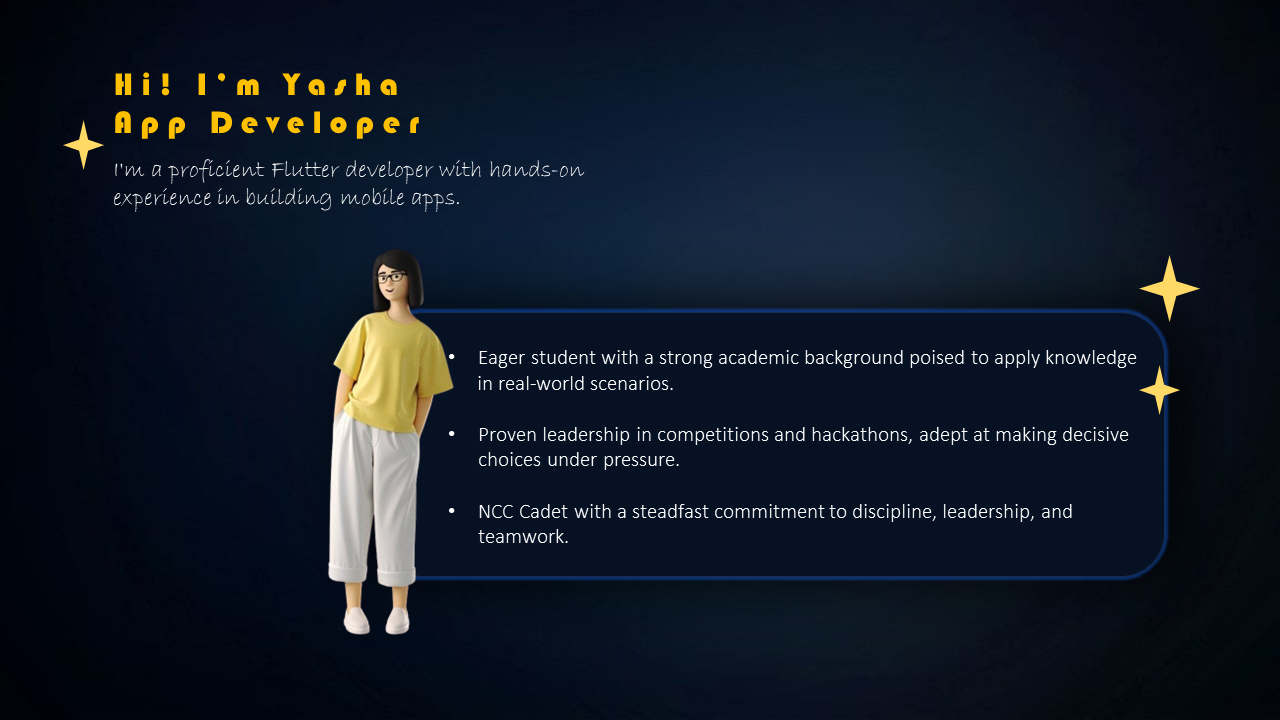 Hi! I'm Yasha
App Developer
I'm a proficient Flutter developer with hands-on
experience in building mobile apps.
• Eager student with a strong academic background poised to apply knowledge
in real-world scenarios.
• Proven leadership in competitions and hackathons, adept at making decisive
choices under pressure.
• NCC Cadet with a steadfast commitment to discipline, leadership, and
teamwork.